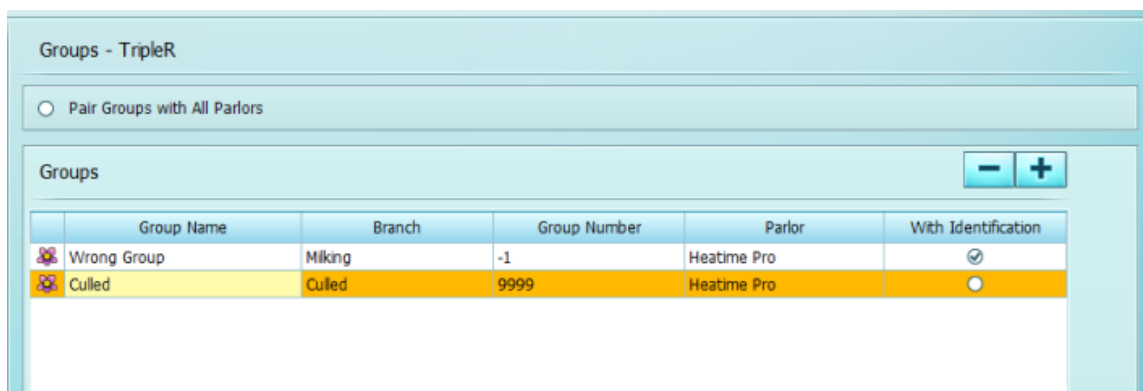 Groups - TripleR
Pair Groups with All Parlors
Groups
Group Name Branch Group Number Parlor With Identification
Wrong Group Milking -1 Heatime Pro
Culled Culled 9999 Heatime Pro